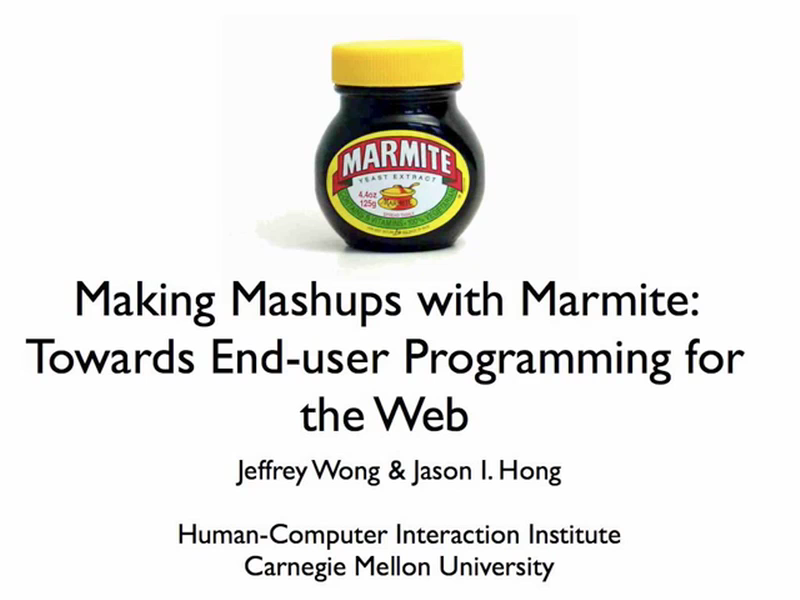 MARMITE
YEAST EXTRACT
4.4oz
125g
Making Mashups with Marmite:
Towards End-user Programming for
the Web
Jeffrey Wong & Jason I. Hong
Human-Computer Interaction Institute
Carnegie Mellon University